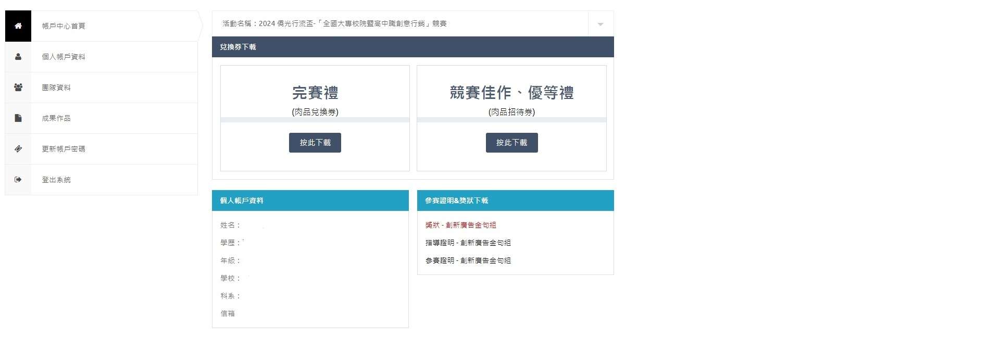 帳戶中心首頁
個人帳戶資料
團隊資料
成果作品
更新帳戶密碼
登出系統
活動名稱：2024 僑光行流盃-「全國大專校院暨高中職創意行銷」競賽
兌換券下載
完賽禮
(肉品兌換券)
按此下載
競賽佳作、優等禮
(肉品招待券)
按此下載
個人帳戶資料
姓名：
學歷：
年級：
學校：
科系：
信箱
參賽證明&獎狀下載
獎狀 - 創新廣告金句組
指導證明 - 創新廣告金句組
參賽證明 - 創新廣告金句組